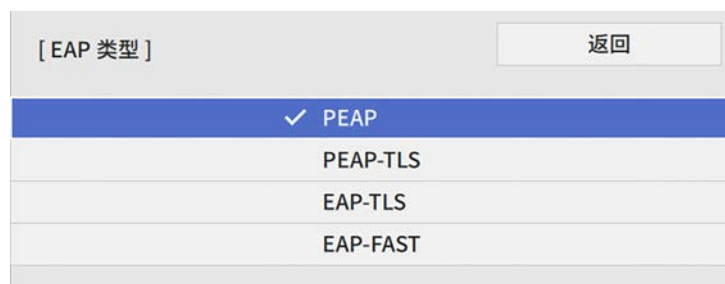 [ EAP 类型 ]
返回
PEAP
PEAP-TLS
EAP-TLS
EAP-FAST